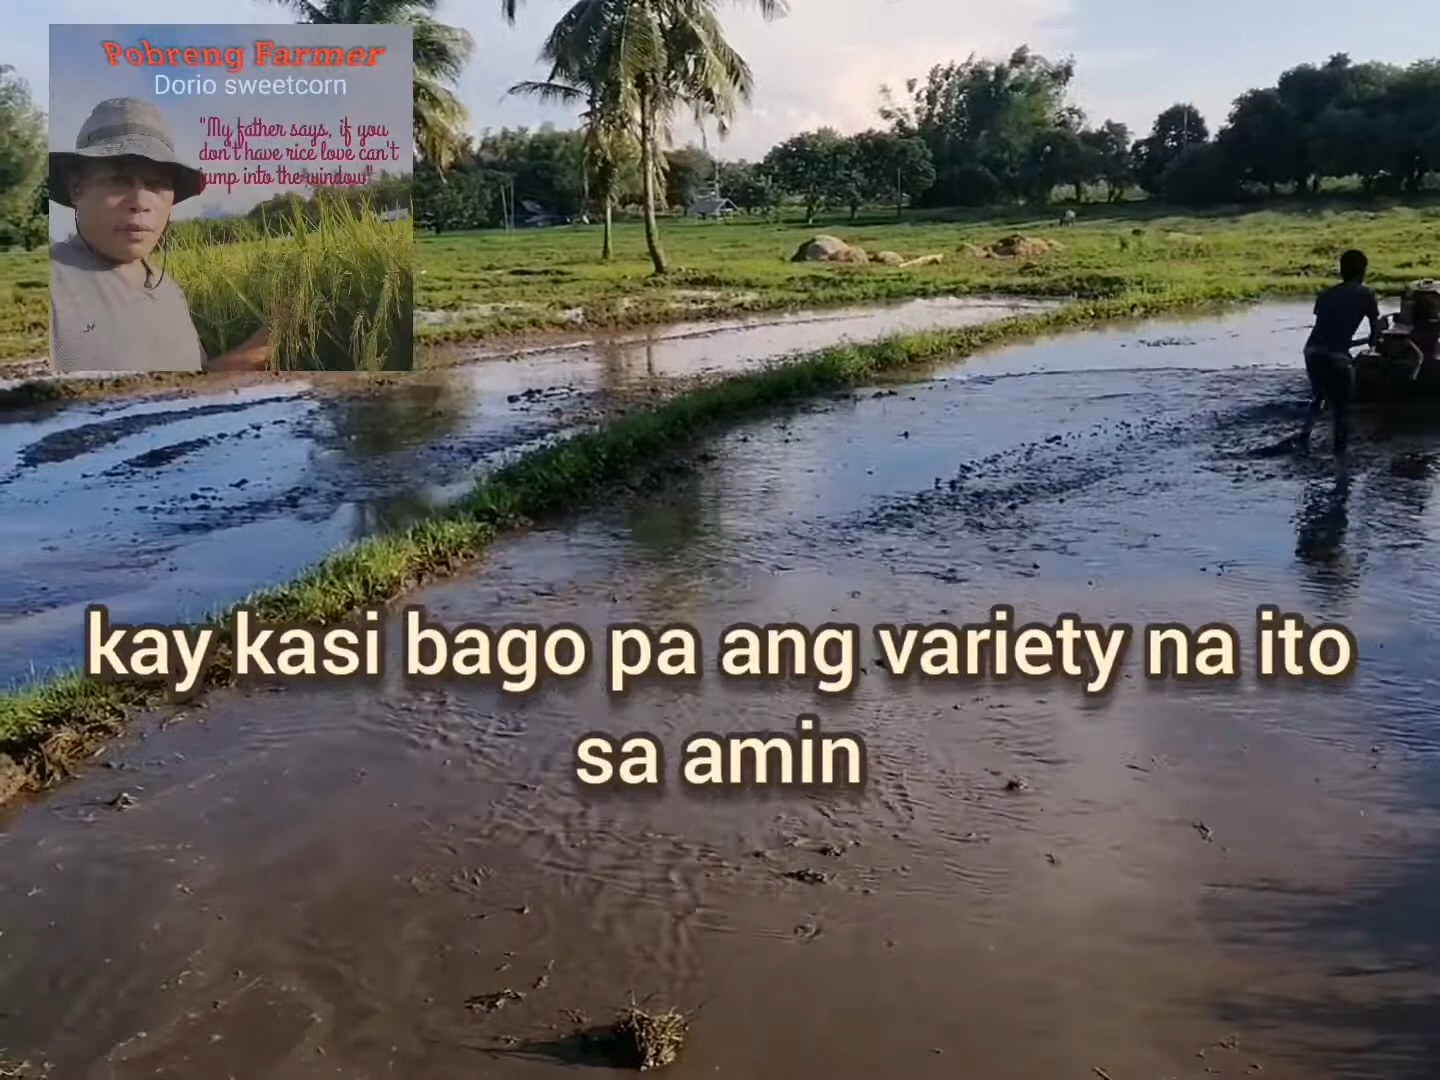 Pobreng Farmer
Dorio sweetcorn
"My father says, if you
don't have rice love can't
jump into the window"
kay kasi bago pa ang variety na ito
sa amin